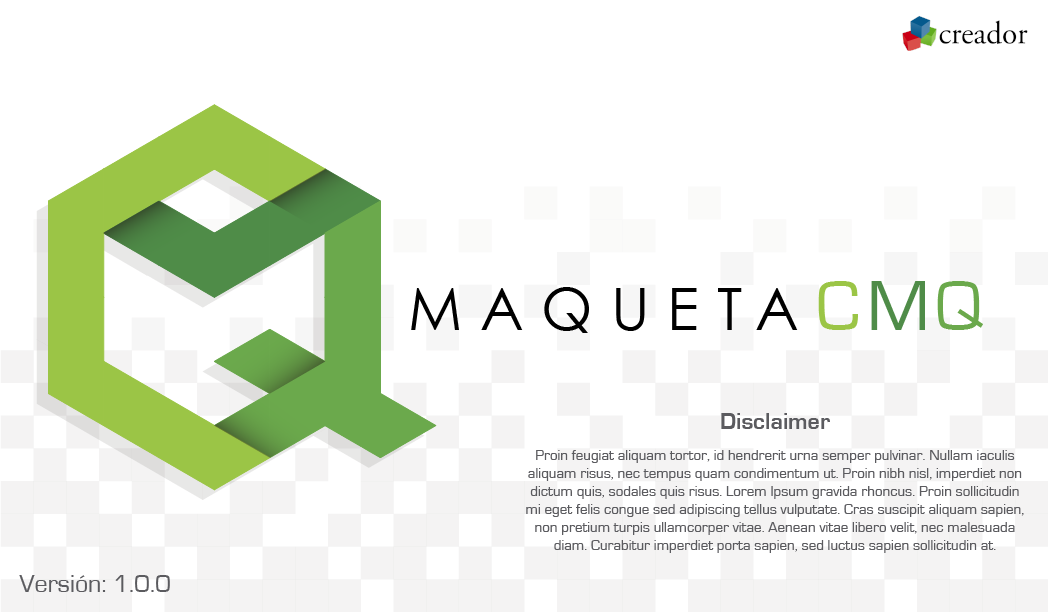 creador
MAQUETA CMQ
Disclaimer
Proin feugiat aliquam tortor, id hendrerit urna semper pulvinar. Nullam iaculis
aliquam risus, nec tempus quam condimentum ut. Proin nibh nisl, imperdiet non
dictum quis, sodales quis risus. Lorem Ipsum gravida rhoncus. Proin sollicitudin
mi eget felis congue sed adipiscing tellus vulputate. Cras suscipit aliquam sapien,
non pretium turpis ullamcorper vitae. Aenean vitae libero velit, nec malesuada
diam. Curabitur imperdiet porta sapien, sed luctus sapien sollicitudin at.
Versión: 1.0.0